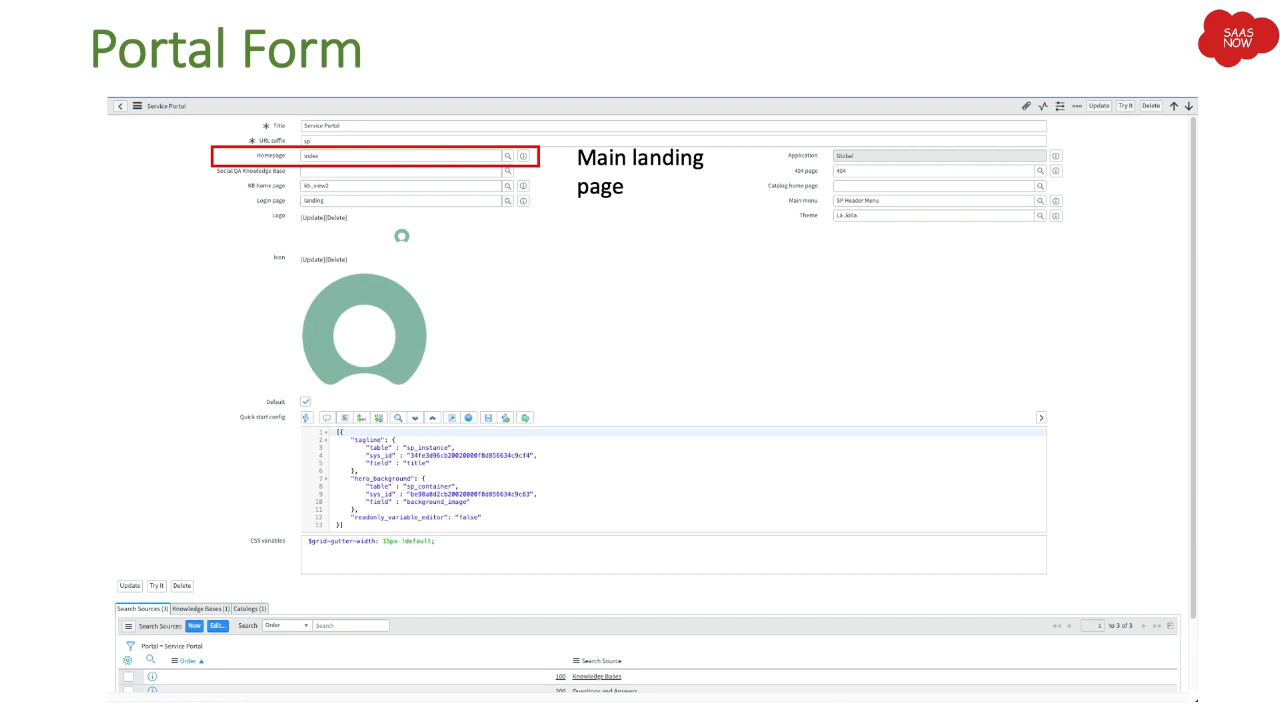 Portal Form
SAAS
NOW
Service Portal
Update Try It Delete
Title Service Portal
URL suffix sp
Homepage index
Main landing
page
Application Global
Social QA Knowledge Base
404 page 404
KB home page kb_view2
Catalog home page
Login page landing
Main menu SP Header Menu
Logo [Update][Delete]
Theme La Jolla
Icon [Update][Delete]
Default
Quick start config
1 [{
2 "tagline": {
3 "table" : "sp_instance",
4 "sys_id" : "34fe3d96cb20020000f8d856634c9cf4",
5 "field" : "title"
6 },
7 "hero_background": {
8 "table" : "sp_container",
9 "sys_id" : "be98a8d2cb20020000f8d856634c9c63",
10 "field" : "background_image"
11 },
12 "readonly_variable_editor": "false"
13 }]
CSS variables $grid-gutter-width: 15px !default;
Update Try It Delete
Search Sources (3) Knowledge Bases (1) Catalogs (1)
Search Sources New Edit... Search Order Search 1 to 3 of 3
Portal = Service Portal
Order Search Source
100 Knowledge Bases
200 Questions and Answers